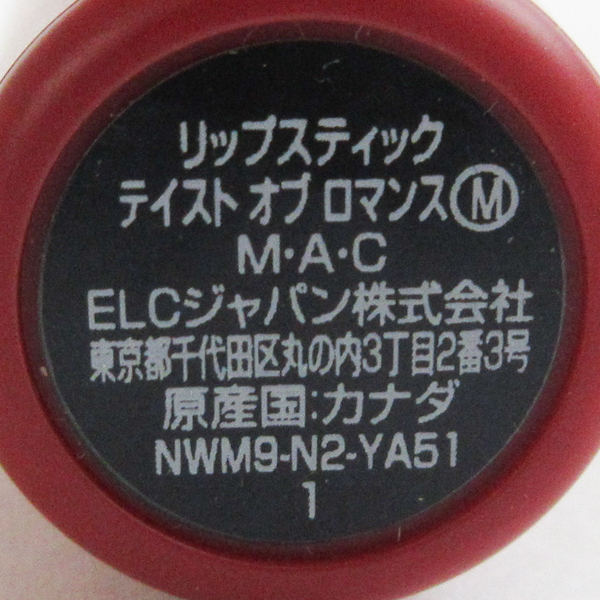 リップスティック
テイスト オブ ロマンス Ⓜ
M・A・C
ELCジャパン株式会社
東京都千代田区丸の内3丁目2番3号
原産国:カナダ
NWM9-N2-YA51
1